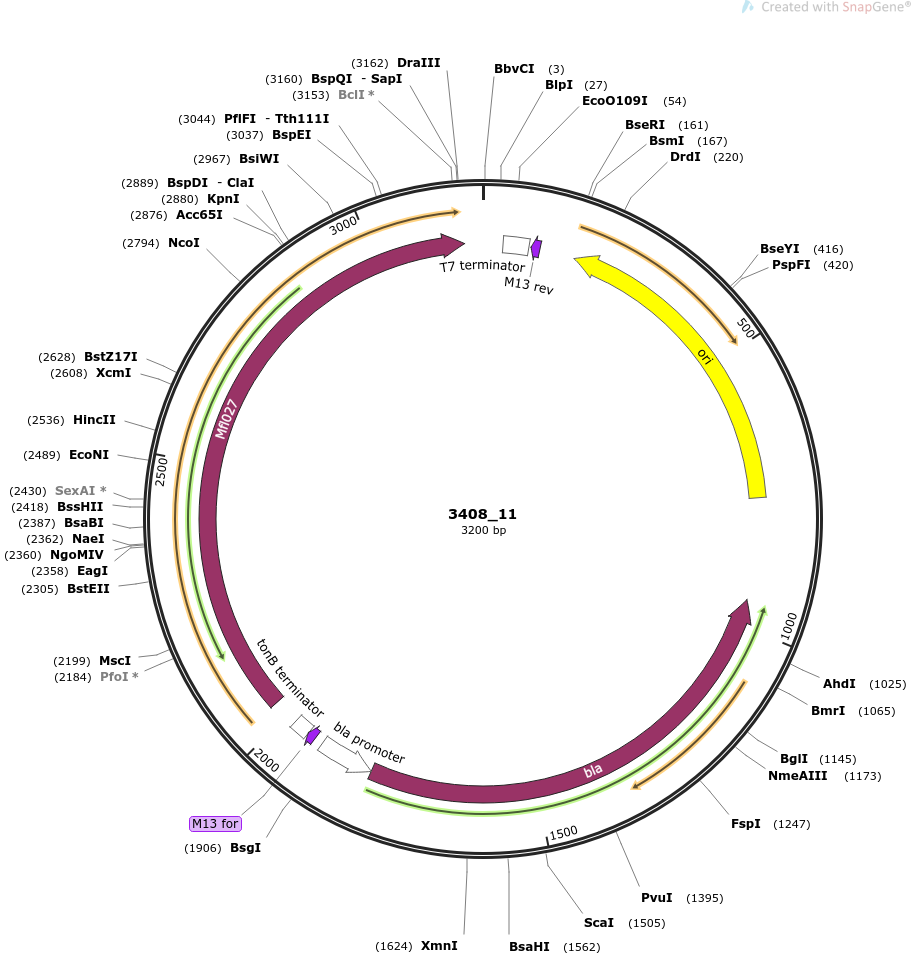 Created with SnapGene®
(3162) DraIII
(3160) BspQI - SapI
(3153) BclI *
(3044) PflFI - Tth111I
(3037) BspEI
(2967) BsiWI
(2889) BspDI - ClaI
(2880) KpnI
(2876) Acc65I
(2794) NcoI
(2628) BstZ17I
(2608) XcmI
(2536) HincII
(2489) EcoNI
(2430) SexAI *
(2418) BssHII
(2387) BsaBI
(2362) NaeI
(2360) NgoMIV
(2358) EagI
(2305) BstEII
(2199) MscI
(2184) PfoI *
BbvCI (3)
BlpI (27)
EcoO109I (54)
BseRI (161)
BsmI (167)
DrdI (220)
BseYI (416)
PspFI (420)
3000
T7 terminator
M13 rev
500
ori
Mfl027
2500
3408_11
3200 bp
1000
AhdI (1025)
BmrI (1065)
BglI (1145)
NmeAIII (1173)
FspI (1247)
PvuI (1395)
ScaI (1505)
BsaHI (1562)
(1624) XmnI
tonB terminator
bla promoter
bla
2000
1500
M13 for
(1906) BsgI